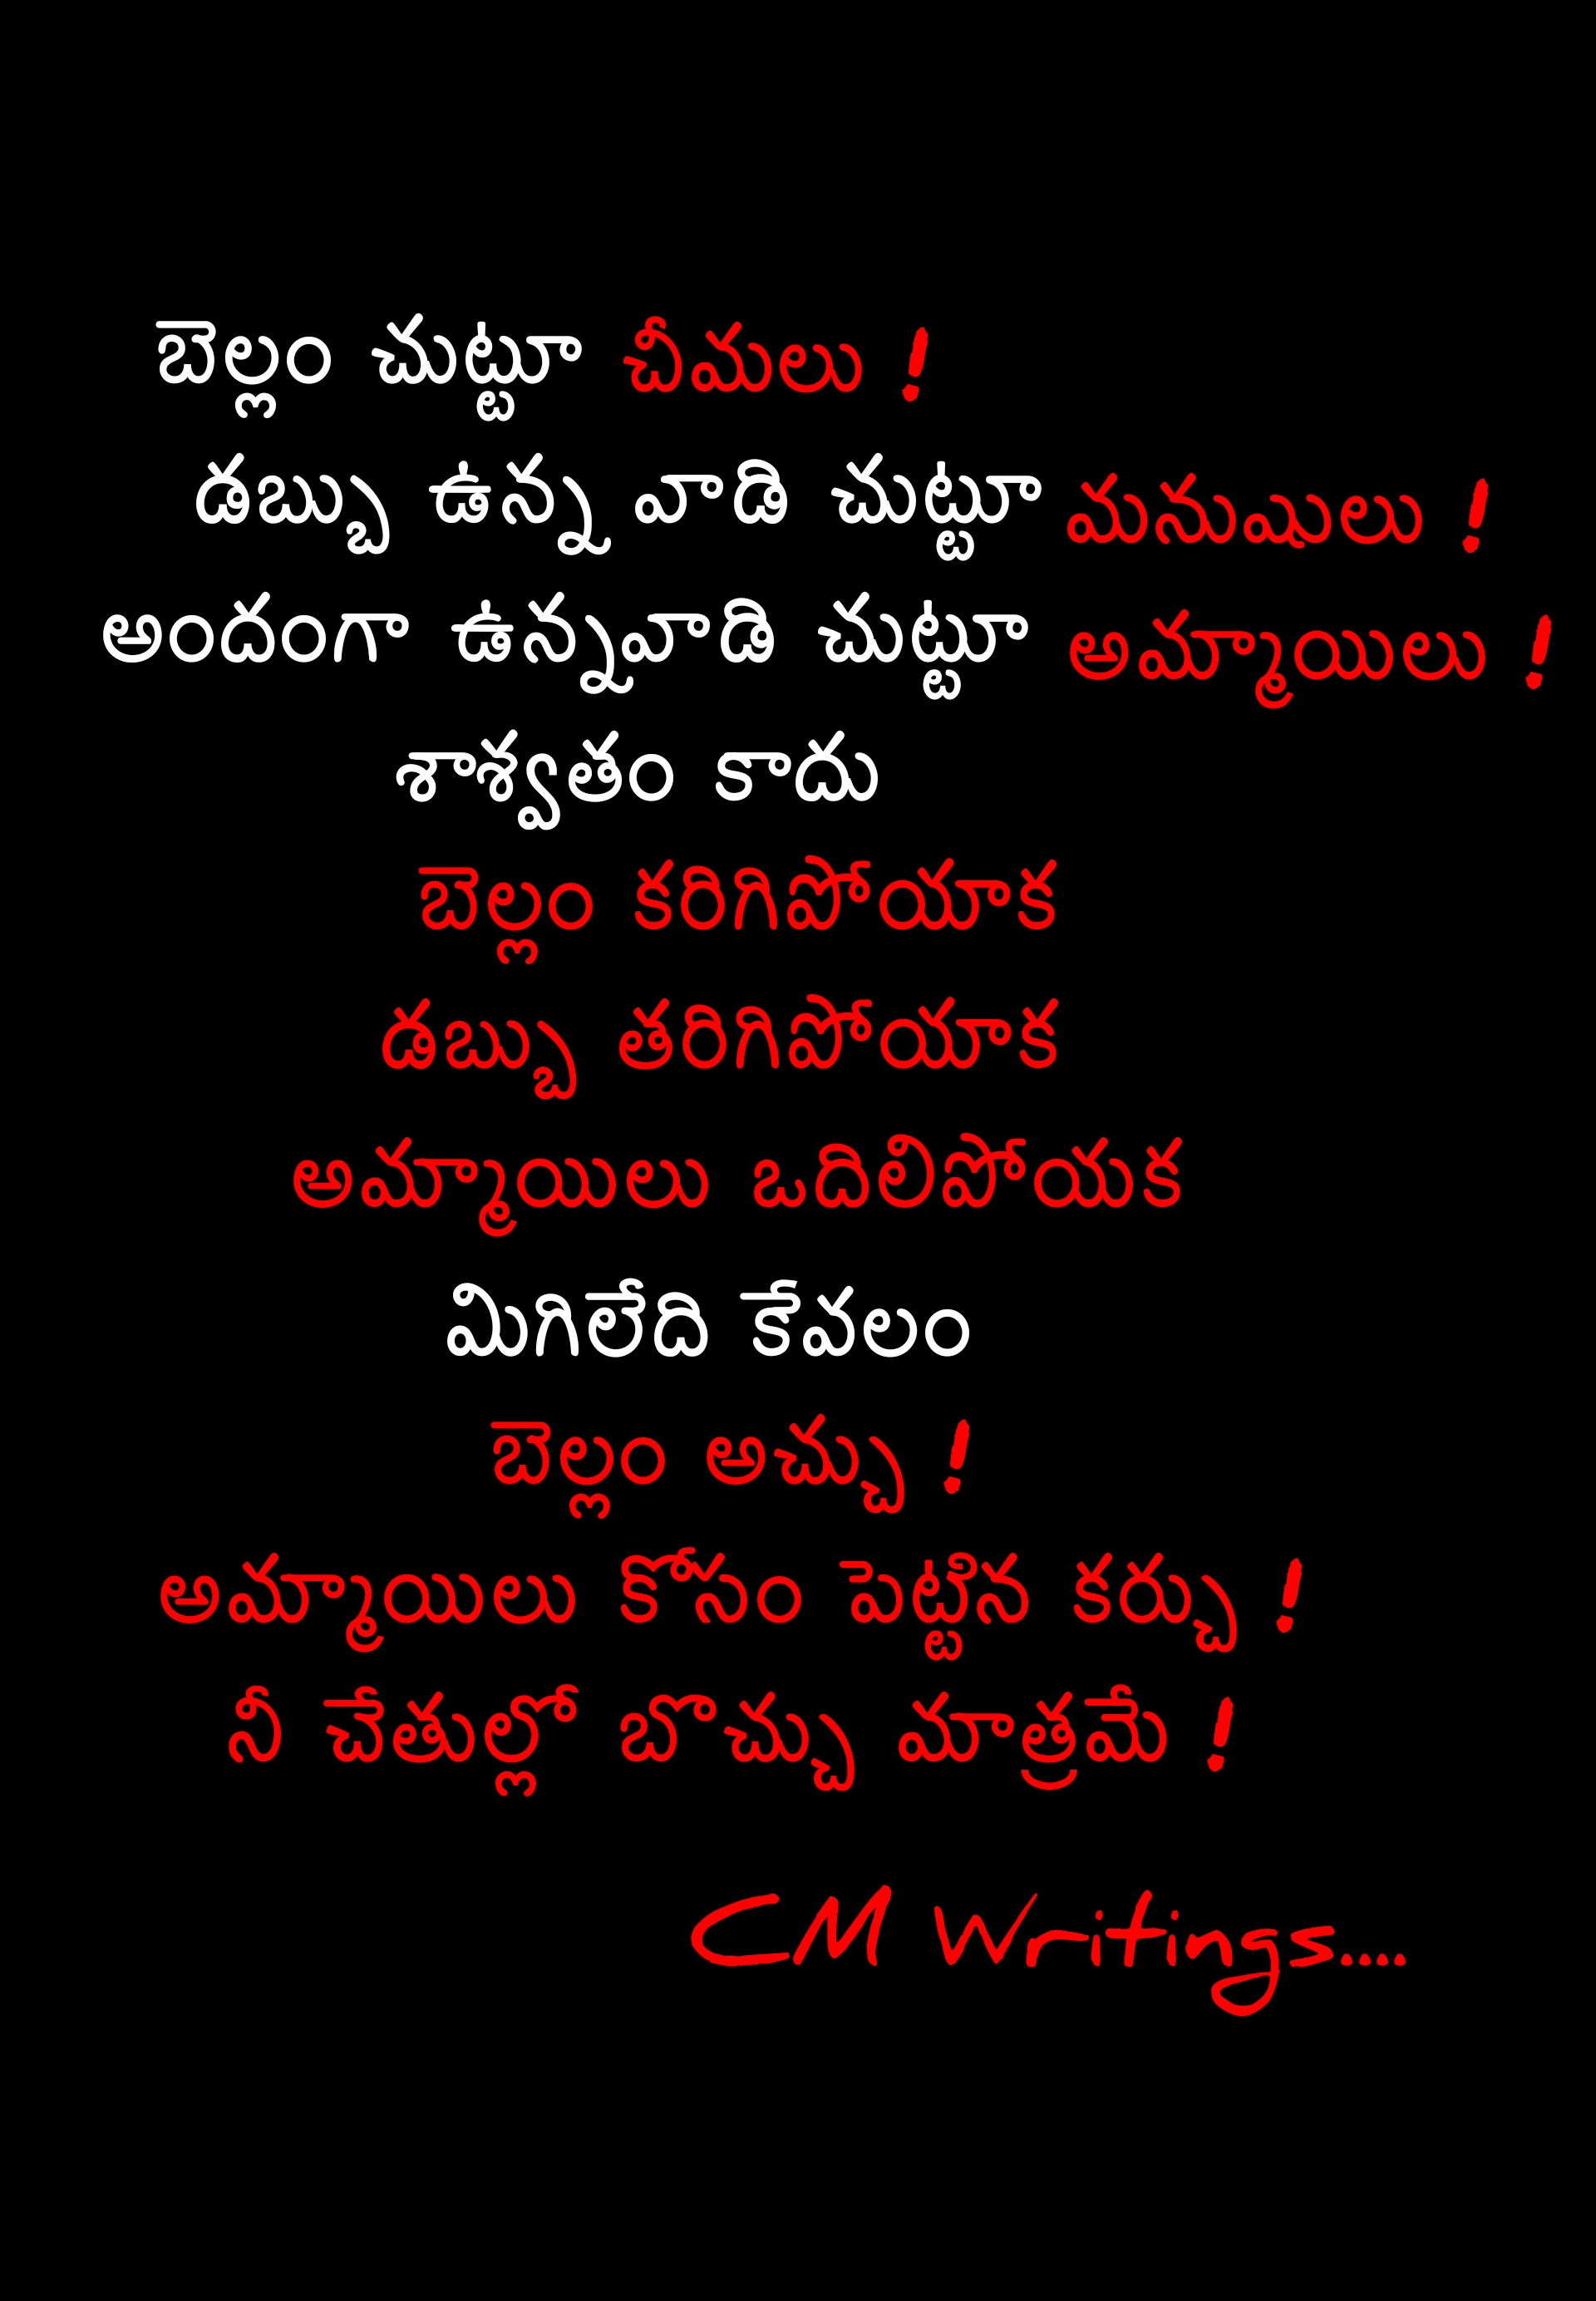 బెల్లం చుట్టూ చీమలు !
డబ్బు ఉన్న వాడి చుట్టూ మనుషులు !
అందంగా ఉన్నవాడి చుట్టూ అమ్మాయిలు !
శాశ్వతం కాదు
బెల్లం కరిగిపోయాక
డబ్బు తరిగిపోయాక
అమ్మాయిలు ఒదిలిపోయక
మిగిలేది కేవలం
బెల్లం అచ్చు !
అమ్మాయిలు కోసం పెట్టిన కర్చు !
నీ చేతుల్లో బొచ్చు మాత్రమే !
CM Writings....